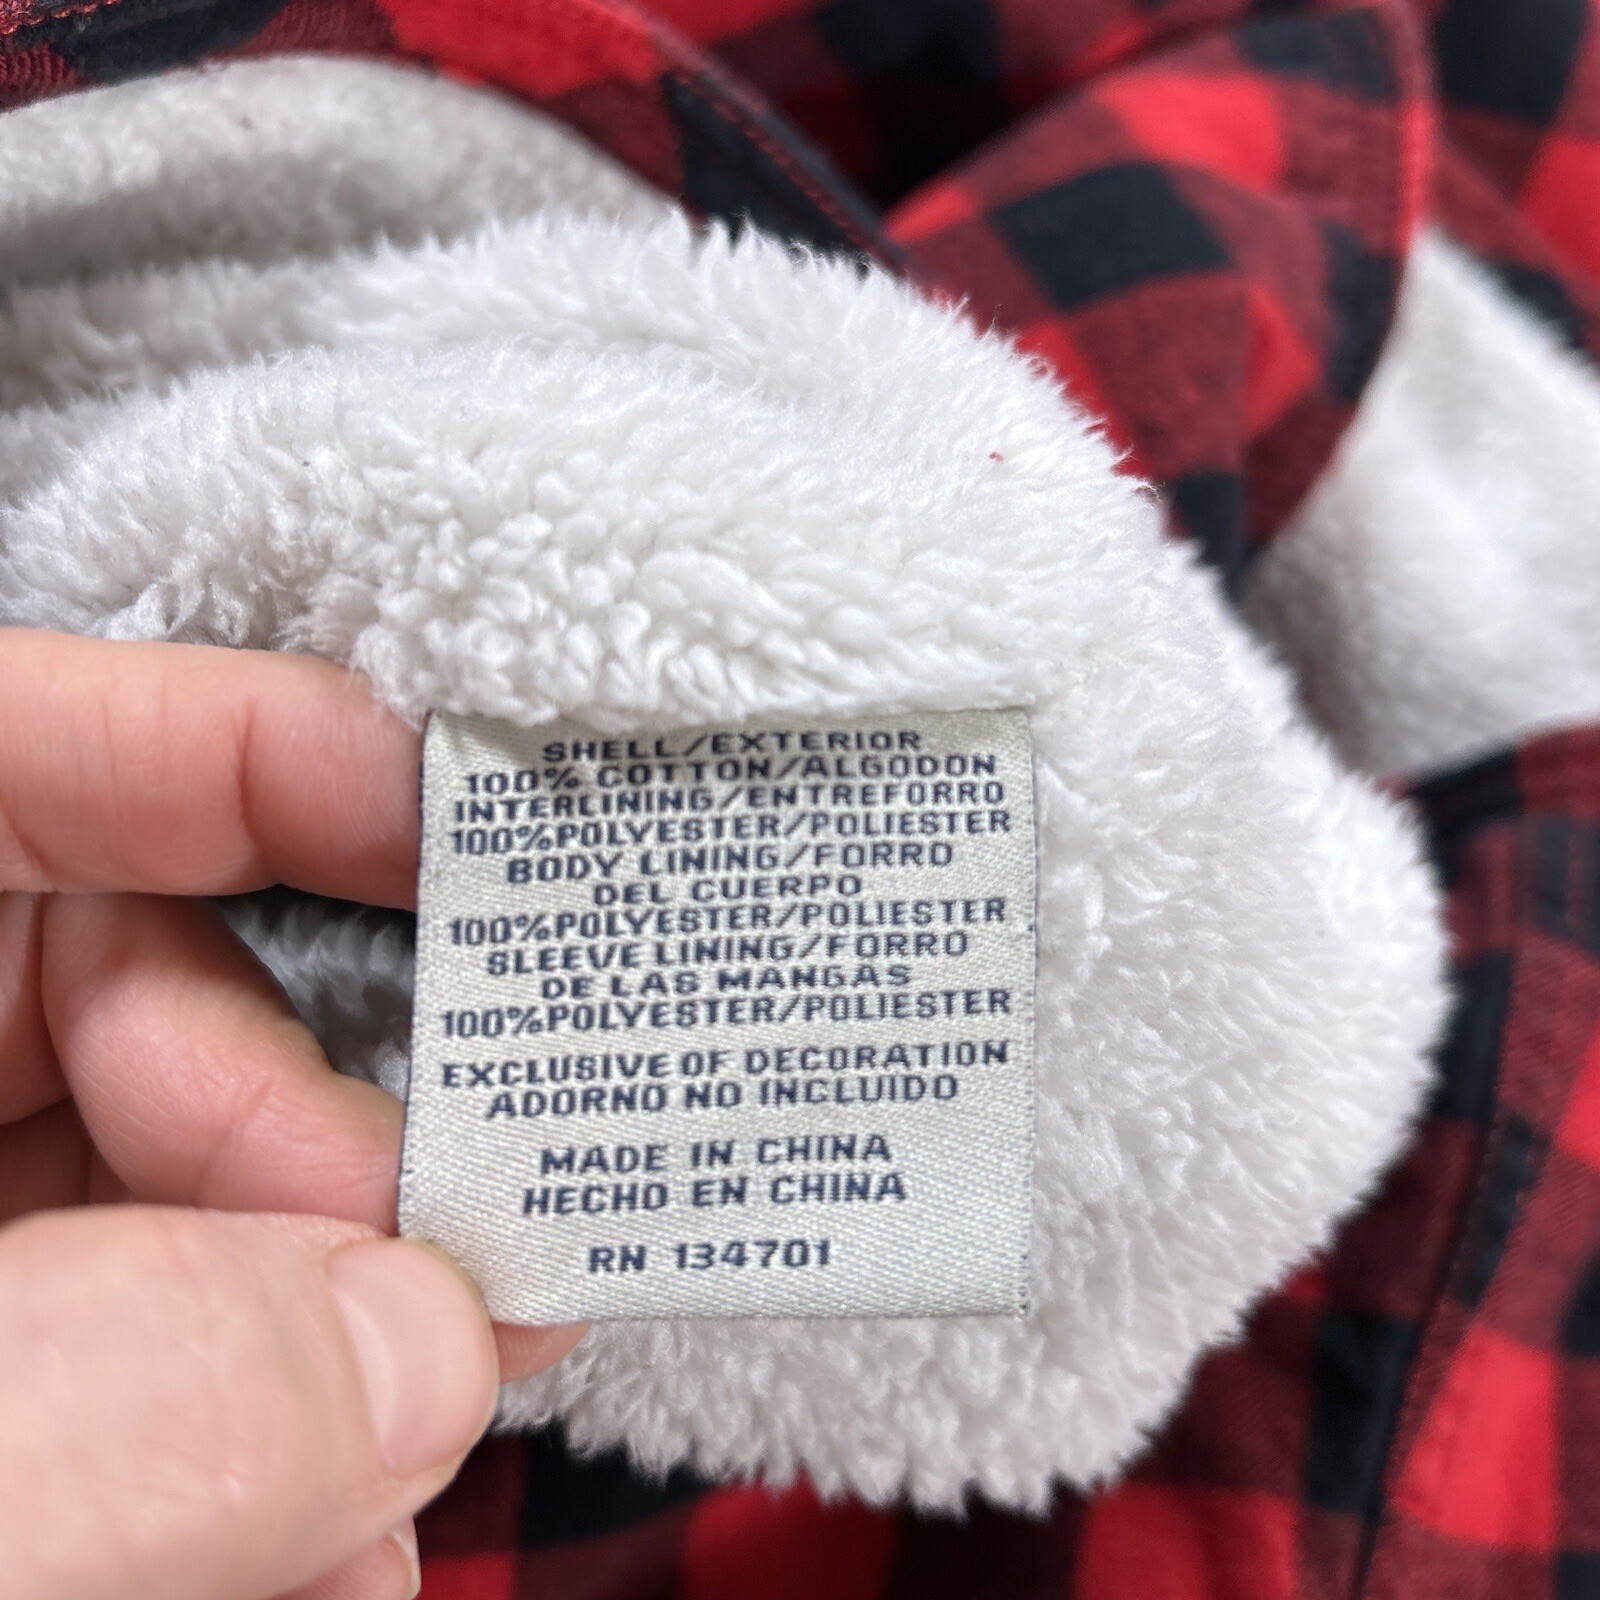 SHELL/EXTERIOR
100% COTTON/ALGODON
INTERLINING/ENTREFORRO
100%POLYESTER/POLIESTER
BODY LINING/FORRO
DEL CUERPO
100%POLYESTER/POLIESTER
SLEEVE LINING/FORRO
DE LAS MANGAS
100%POLYESTER/POLIESTER
EXCLUSIVE OF DECORATION
ADORNO NO INCLUIDO
MADE IN CHINA
HECHO EN CHINA
RN 134701